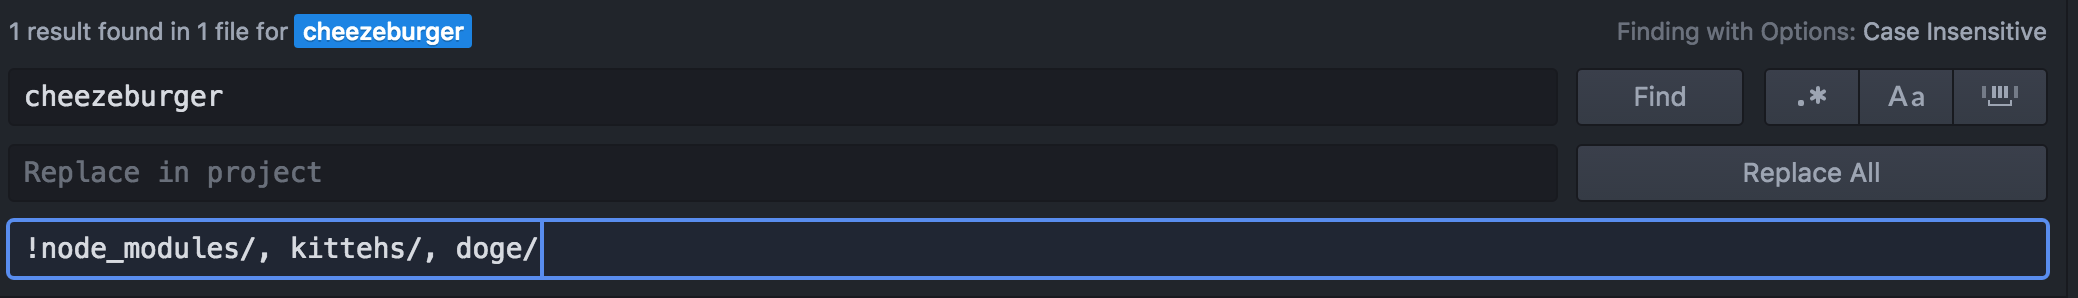 1 result found in 1 file for cheezeburger
Finding with Options: Case Insensitive
cheezeburger
Find
.*
Aa
Replace in project
Replace All
!node_modules/, kittehs/, doge/